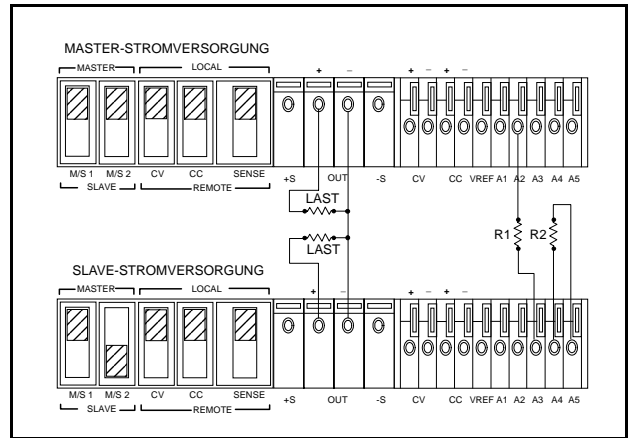 MASTER-STROMVERSORGUNG
MASTER LOCAL
+ – + – + –
M/S 1 M/S 2 CV CC SENSE +S OUT -S CV CC VREF A1 A2 A3 A4 A5
SLAVE REMOTE
LAST
R1 R2
LAST
SLAVE-STROMVERSORGUNG
MASTER LOCAL
+ – + – + –
M/S 1 M/S 2 CV CC SENSE +S OUT -S CV CC VREF A1 A2 A3 A4 A5
SLAVE REMOTE